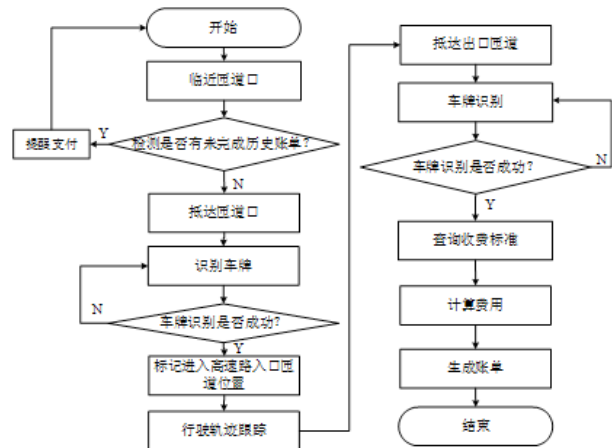 开始
临近匝道口
检测是否有未完成历史账单？
Y
提醒支付
N
抵达匝道口
识别车牌
车牌识别是否成功？
N
Y
标记进入高速路入口匝
道位置
行驶轨迹跟踪
抵达出口匝道
车牌识别
车牌识别是否成功？
N
Y
查询收费标准
计算费用
生成账单
结束